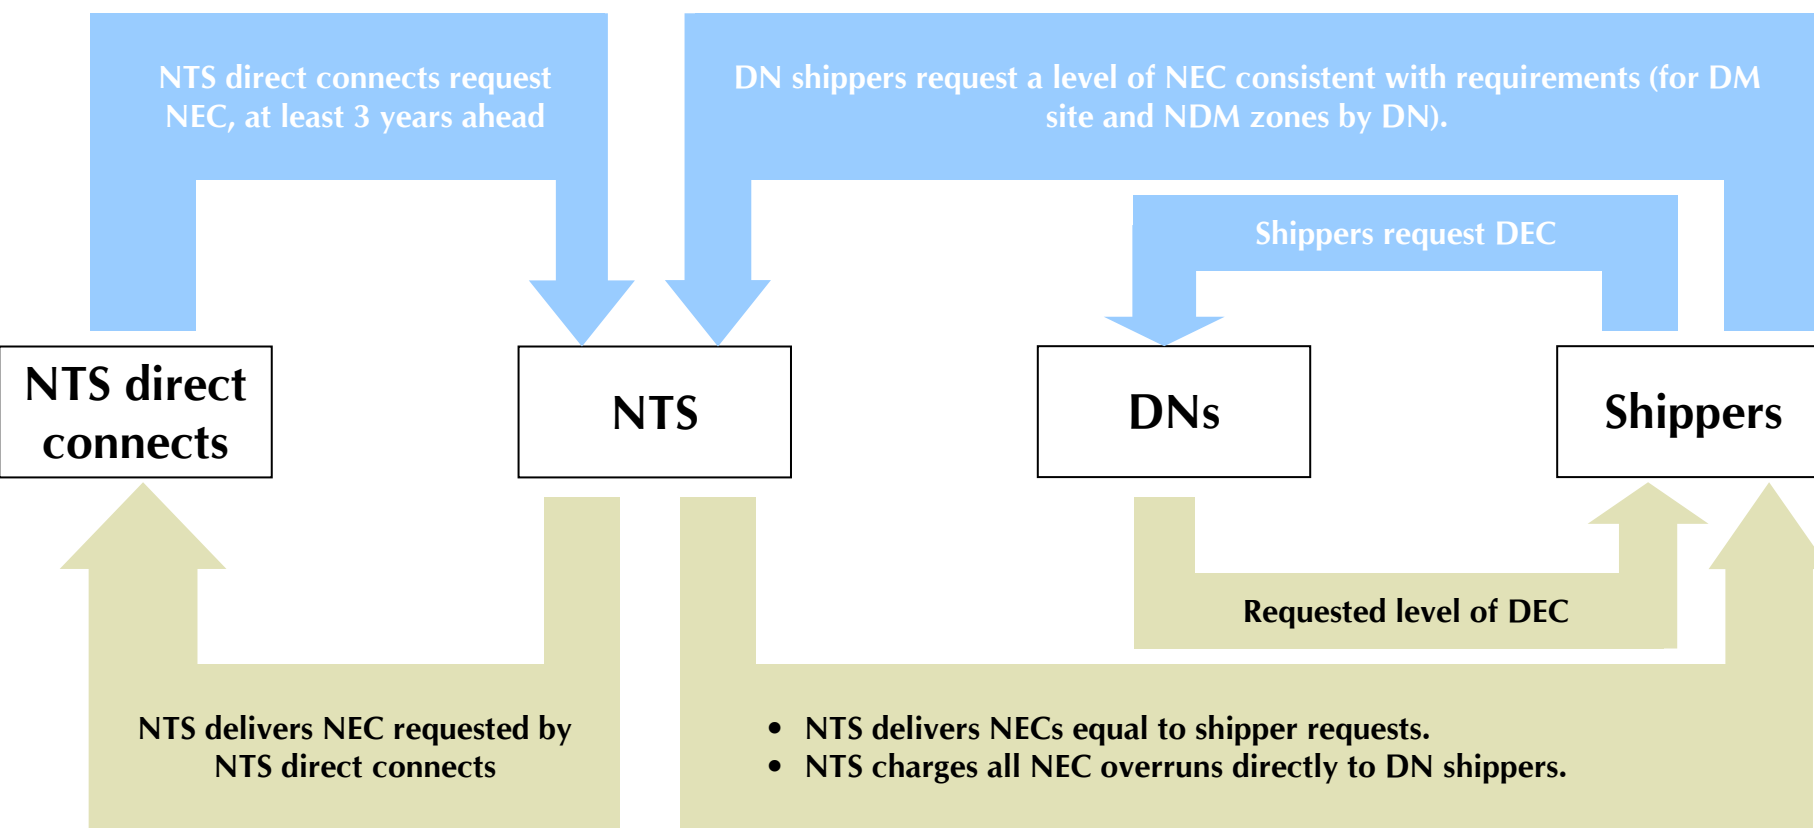 NTS direct connects request
NEC, at least 3 years ahead
DN shippers request a level of NEC consistent with requirements (for DM
site and NDM zones by DN).
Shippers request DEC
NTS direct
connects
NTS
DNs
Shippers
Requested level of DEC
NTS delivers NEC requested by
NTS direct connects
• NTS delivers NECs equal to shipper requests.
• NTS charges all NEC overruns directly to DN shippers.